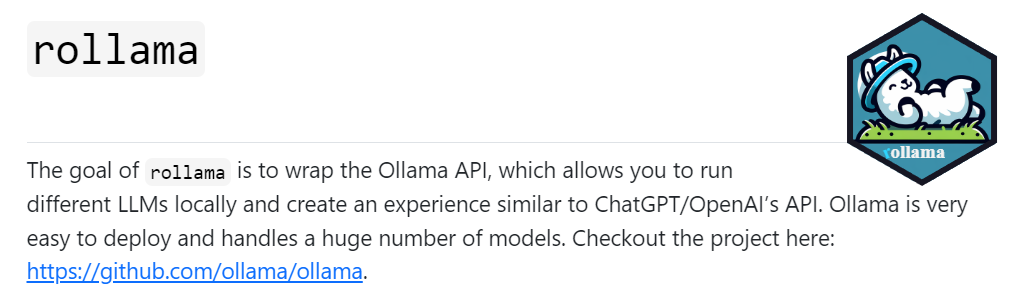 rollama
rollama
The goal of rollama is to wrap the Ollama API, which allows you to run
different LLMs locally and create an experience similar to ChatGPT/OpenAI’s API. Ollama is very
easy to deploy and handles a huge number of models. Checkout the project here:
https://github.com/ollama/ollama.